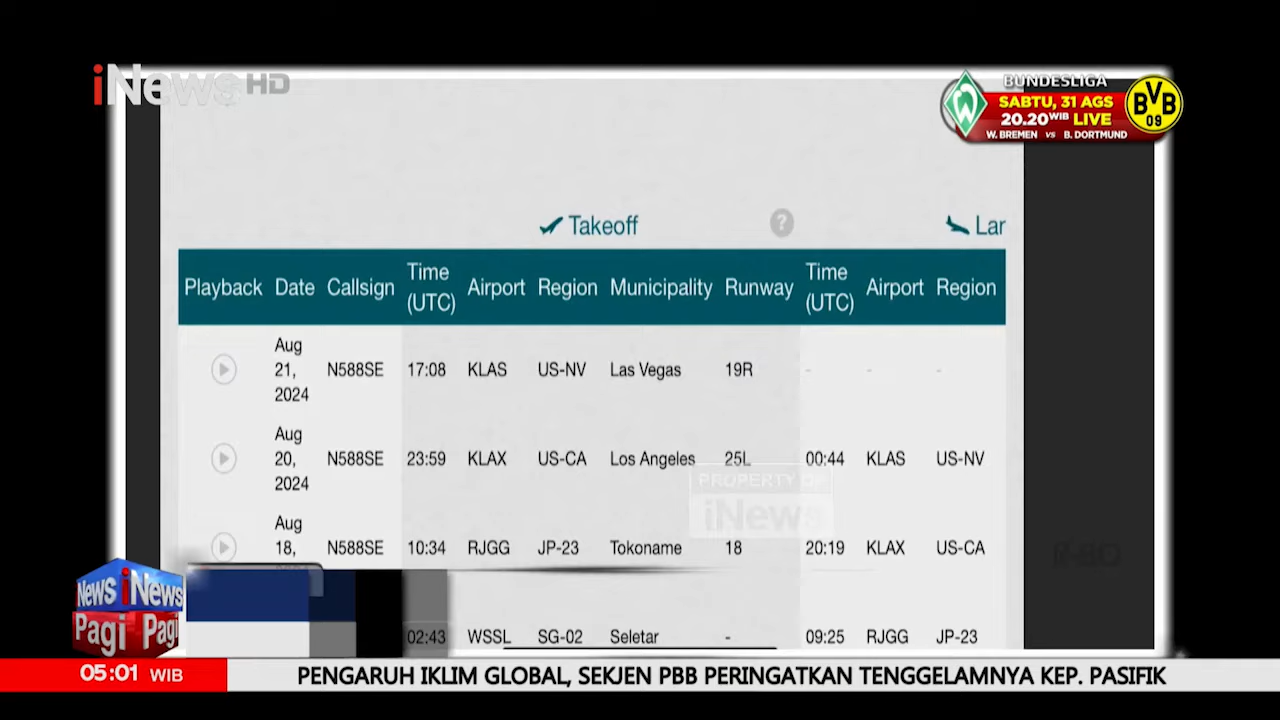 iNews HD
BUNDESLIGA
SABTU, 31 AGS
20.20 WIB LIVE
W. BREMEN vs B. DORTMUND
BVB
09
Takeoff ? Lar
Playback Date Callsign Time (UTC) Airport Region Municipality Runway Time (UTC) Airport Region
Aug 21, 2024 N588SE 17:08 KLAS US-NV Las Vegas 19R - - -
Aug 20, 2024 N588SE 23:59 KLAX US-CA Los Angeles 25L 00:44 KLAS US-NV
PROPERTY OF
iNews
Aug 18, N588SE 10:34 RJGG JP-23 Tokoname 18 20:19 KLAX US-CA
02:43 WSSL SG-02 Seletar - 09:25 RJGG JP-23
News iNews
Pagi Pagi
05:01 WIB PENGARUH IKLIM GLOBAL, SEKJEN PBB PERINGATKAN TENGGELAMNYA KEP. PASIFIK